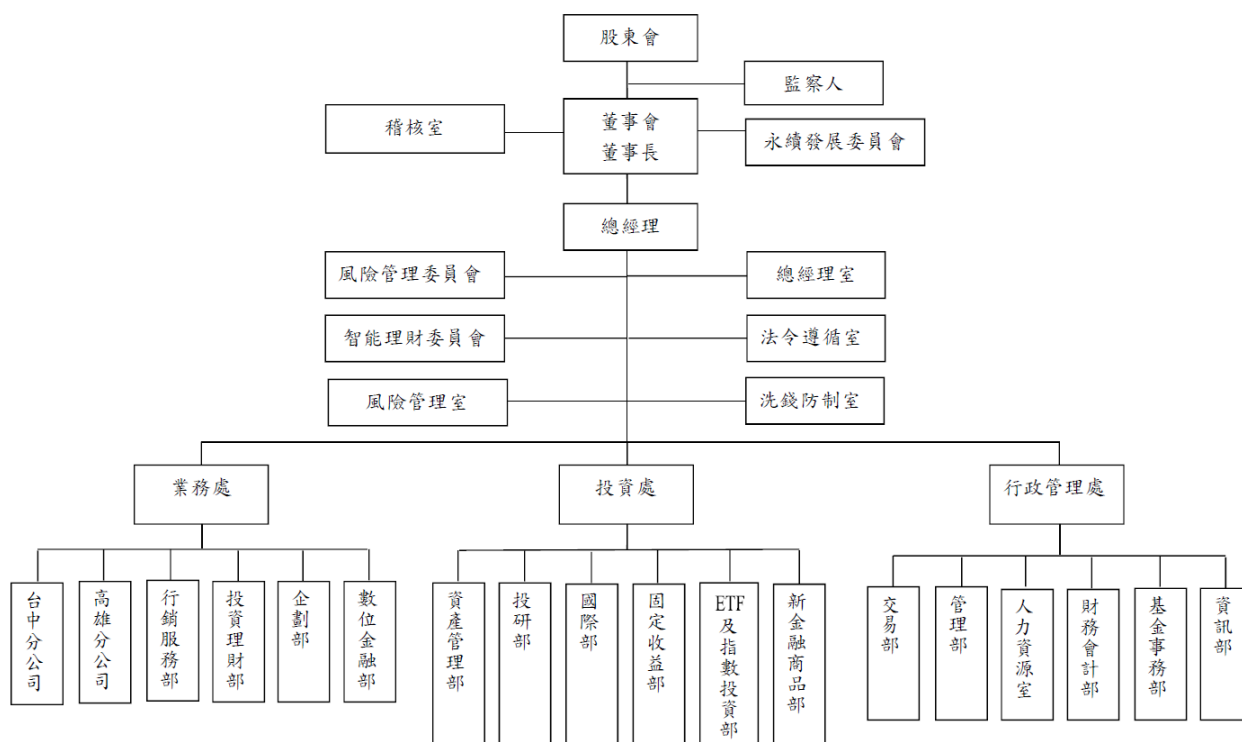 股東會
監察人
稽核室
董事會
董事長
永續發展委員會
總經理
風險管理委員會
總經理室
智能理財委員會
法令遵循室
風險管理室
洗錢防制室
業務處
投資處
行政管理處
台中分公司
高雄分公司
行銷服務部
投資理財部
企劃部
數位金融部
資產管理部
投研部
國際部
固定收益部
ETF及指數投資部
新金融商品部
交易部
管理部
人力資源室
財務會計部
基金事務部
資訊部